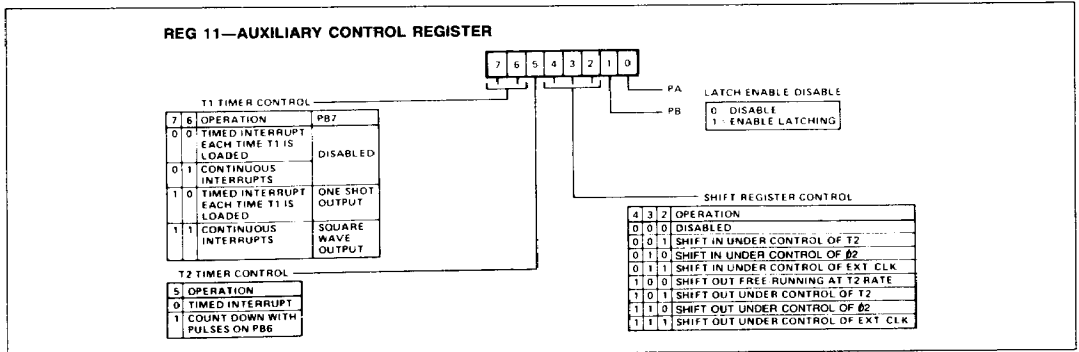 REG 11—AUXILIARY CONTROL REGISTER
7 6 5 4 3 2 1 0
PA LATCH ENABLE DISABLE
PB
0 DISABLE
1 ENABLE LATCHING
T1 TIMER CONTROL
7 6 OPERATION PB7
0 0 TIMED INTERRUPT
EACH TIME T1 IS
LOADED
DISABLED
0 1 CONTINUOUS
INTERRUPTS
1 0 TIMED INTERRUPT ONE SHOT
EACH TIME T1 IS OUTPUT
LOADED
1 1 CONTINUOUS SQUARE
INTERRUPTS WAVE
OUTPUT
T2 TIMER CONTROL
5 OPERATION
0 TIMED INTERRUPT
1 COUNT DOWN WITH
PULSES ON PB6
SHIFT REGISTER CONTROL
4 3 2 OPERATION
0 0 0 DISABLED
0 0 1 SHIFT IN UNDER CONTROL OF T2
0 1 0 SHIFT IN UNDER CONTROL OF Ø2
0 1 1 SHIFT IN UNDER CONTROL OF EXT CLK
1 0 0 SHIFT OUT FREE RUNNING AT T2 RATE
1 0 1 SHIFT OUT UNDER CONTROL OF T2
1 1 0 SHIFT OUT UNDER CONTROL OF Ø2
1 1 1 SHIFT OUT UNDER CONTROL OF EXT CLK